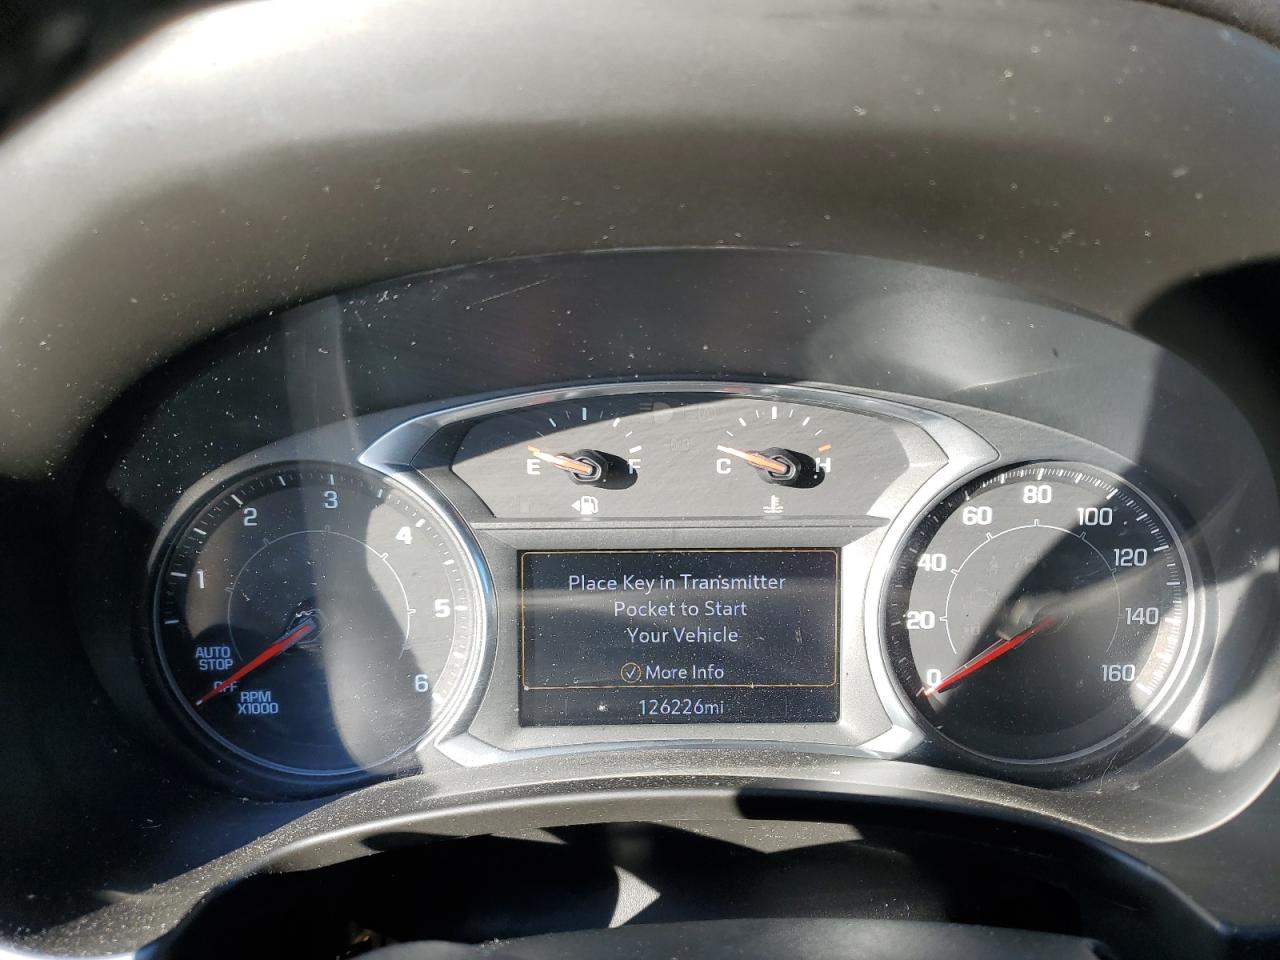 E F
C H
1
2
3
4
5
6
AUTO
STOP
OFF
RPM
X1000
Place Key in Transmitter
Pocket to Start
Your Vehicle
More Info
126226mi
0
20
40
60
80
100
120
140
160